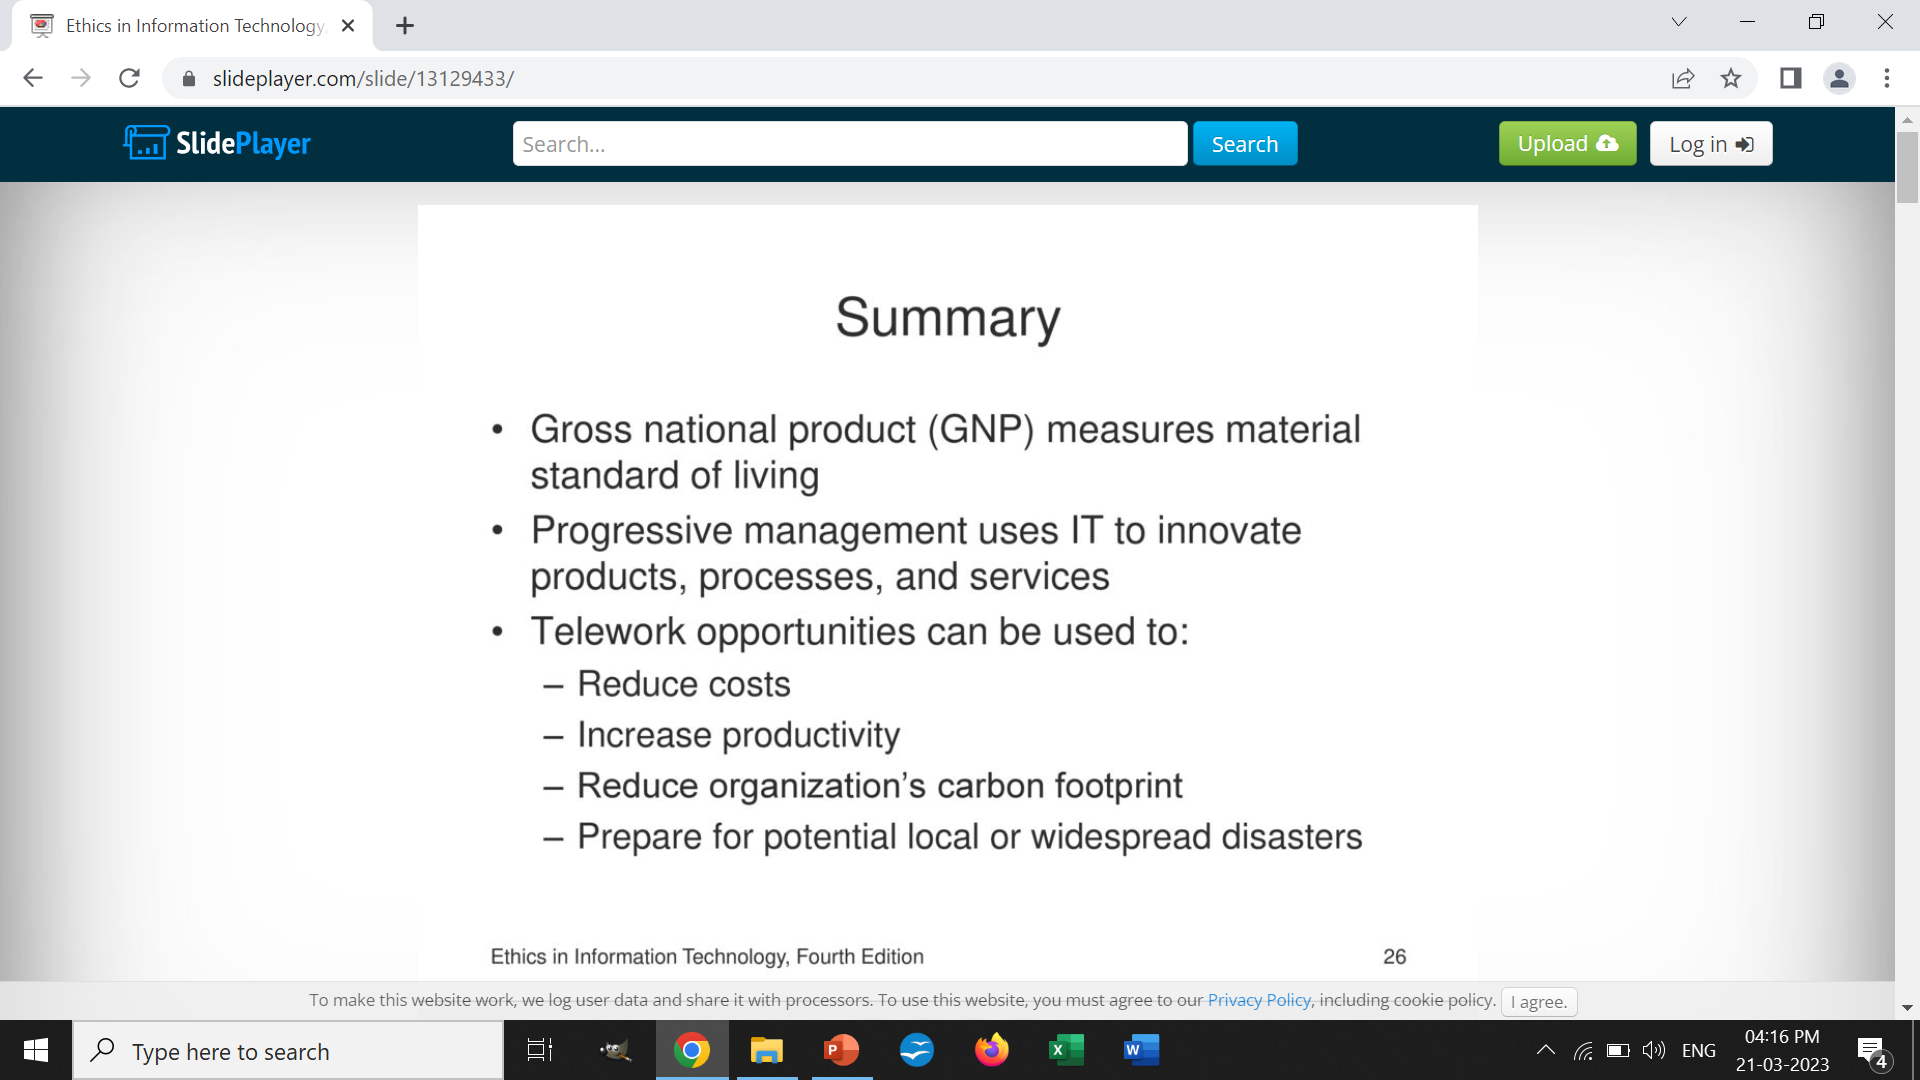 Ethics in Information Technology,
slideplayer.com/slide/13129433/
SlidePlayer
Search...
Search
Upload
Log in
Summary
• Gross national product (GNP) measures material
standard of living
• Progressive management uses IT to innovate
products, processes, and services
• Telework opportunities can be used to:
– Reduce costs
– Increase productivity
– Reduce organization’s carbon footprint
– Prepare for potential local or widespread disasters
Ethics in Information Technology, Fourth Edition
26
To make this website work, we log user data and share it with processors. To use this website, you must agree to our Privacy Policy, including cookie policy.
I agree.
Type here to search
ENG
04:16 PM
21-03-2023
4